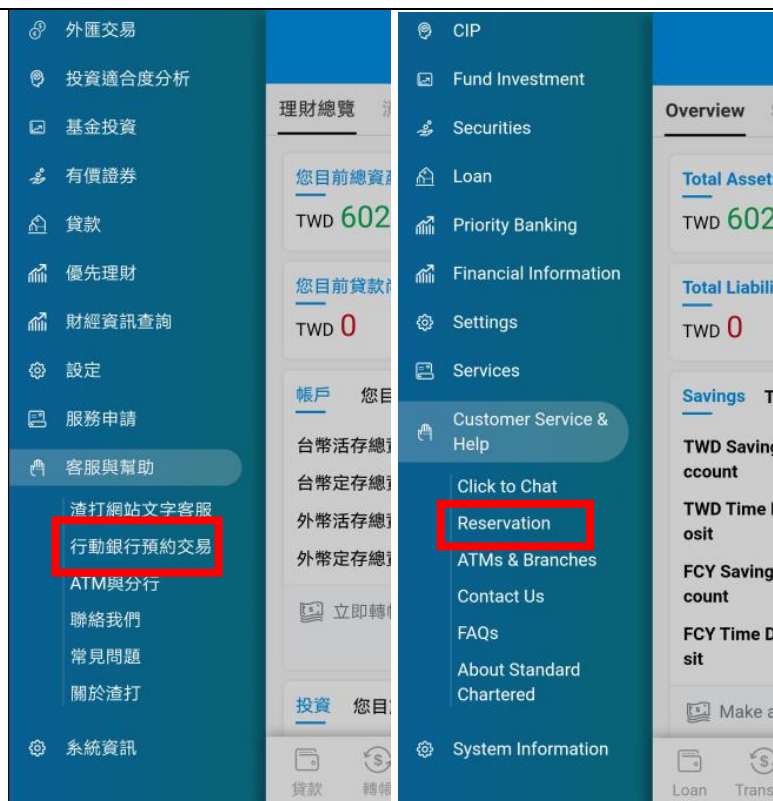 外匯交易
投資適合度分析
基金投資
有價證券
貸款
優先理財
財經資訊查詢
設定
服務申請
客服與幫助
渣打網站文字客服
行動銀行預約交易
ATM與分行
聯絡我們
常見問題
關於渣打
系統資訊
理財總覽
您目前總資產
TWD 602
您目前貸款
TWD 0
帳戶 您目
台幣活存總
台幣定存總
外幣活存總
外幣定存總
立即轉
投資 您目
貸款 轉帳
CIP
Fund Investment
Securities
Loan
Priority Banking
Financial Information
Settings
Services
Customer Service &
Help
Click to Chat
Reservation
ATMs & Branches
Contact Us
FAQs
About Standard
Chartered
System Information
Overview
Total Asset
TWD 602
Total Liabili
TWD 0
Savings T
TWD Saving
ccount
TWD Time
osit
FCY Saving
count
FCY Time D
sit
Make a
Loan Trans